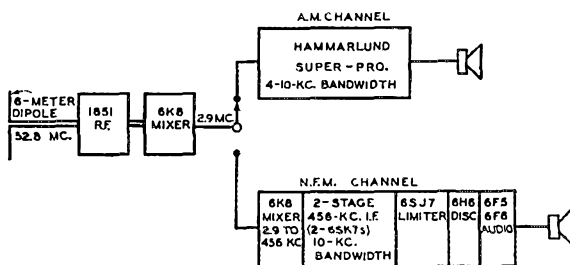 A.M. CHANNEL
HAMMARLUND
SUPER-PRO.
4-10-KC. BANDWIDTH
6-METER
DIPOLE
52.8 MC.
1851
R.F.
6K8
MIXER
2.9 MC.
N.F.M. CHANNEL
6K8
MIXER
2.9 TO
456 KC
2-STAGE
456-KC. I.F.
(2-6SK7s)
10-KC.
BANDWIDTH
6SJ7
LIMITER
6H6
DISC
6F5
6F6
AUDIO